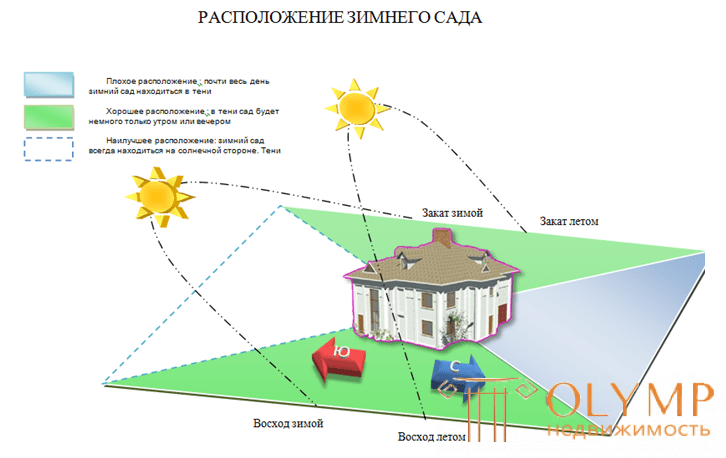 РАСПОЛОЖЕНИЕ ЗИМНЕГО САДА
Плохое расположение : почти весь день
зимний сад находиться в тени
Хорошее расположение : в тени сад будет
немного только утром или вечером
Наилучшее расположение: зимний сад
всегда находиться на солнечной стороне. Тени
Закат зимой
Закат летом
Ю
С
Восход зимой
Восход летом
OLYMP
недвижимость